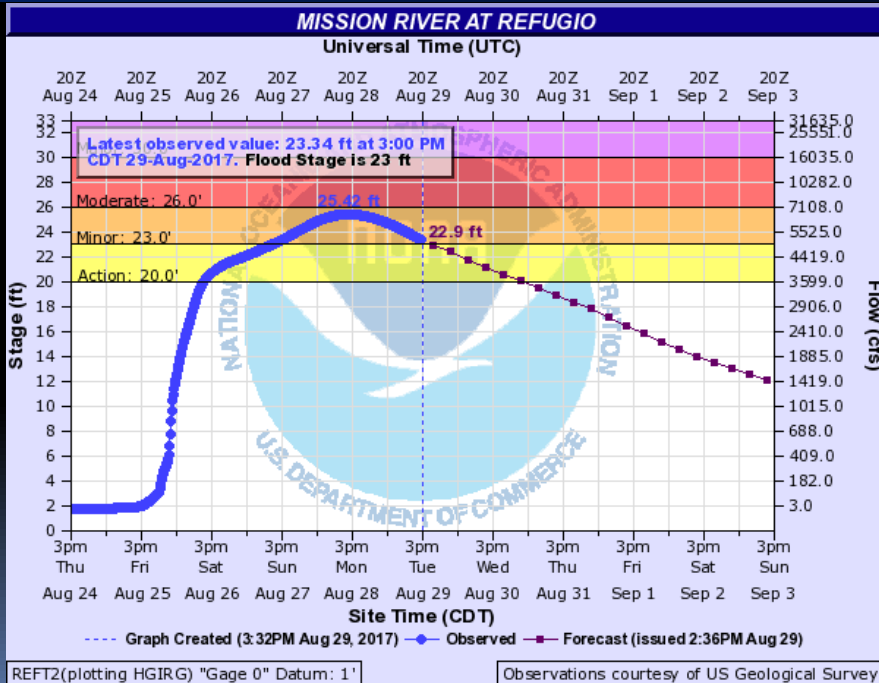 MISSION RIVER AT REFUGIO
Universal Time (UTC)
20Z 20Z 20Z 20Z 20Z 20Z 20Z 20Z 20Z 20Z 20Z
Aug 24 Aug 25 Aug 26 Aug 27 Aug 28 Aug 29 Aug 30 Aug 31 Sep 1 Sep 2 Sep 3
Latest observed value: 23.34 ft at 3:00 PM
CDT 29-Aug-2017. Flood Stage is 23 ft
Moderate: 26.0'
Minor: 23.0'
Action: 20.0'
25.42 ft
22.9 ft
Stage (ft)
33
32
30
28
26
24
22
20
18
16
14
12
10
8
6
4
2
0
Flow (cfs)
31635.0
25551.0
16035.0
10282.0
7108.0
5525.0
4419.0
3599.0
2906.0
2410.0
1885.0
1419.0
1015.0
688.0
409.0
182.0
3.0
NATIONAL OCEANIC AND ATMOSPHERIC ADMINISTRATION
NOAA
U.S. DEPARTMENT OF COMMERCE
3pm 3pm 3pm 3pm 3pm 3pm 3pm 3pm 3pm 3pm 3pm
Thu Fri Sat Sun Mon Tue Wed Thu Fri Sat Sun
Aug 24 Aug 25 Aug 26 Aug 27 Aug 28 Aug 29 Aug 30 Aug 31 Sep 1 Sep 2 Sep 3
Site Time (CDT)
Graph Created (3:32PM Aug 29, 2017) Observed Forecast (issued 2:36PM Aug 29)
REFT2(plotting HGIRG) "Gage 0" Datum: 1'
Observations courtesy of US Geological Survey